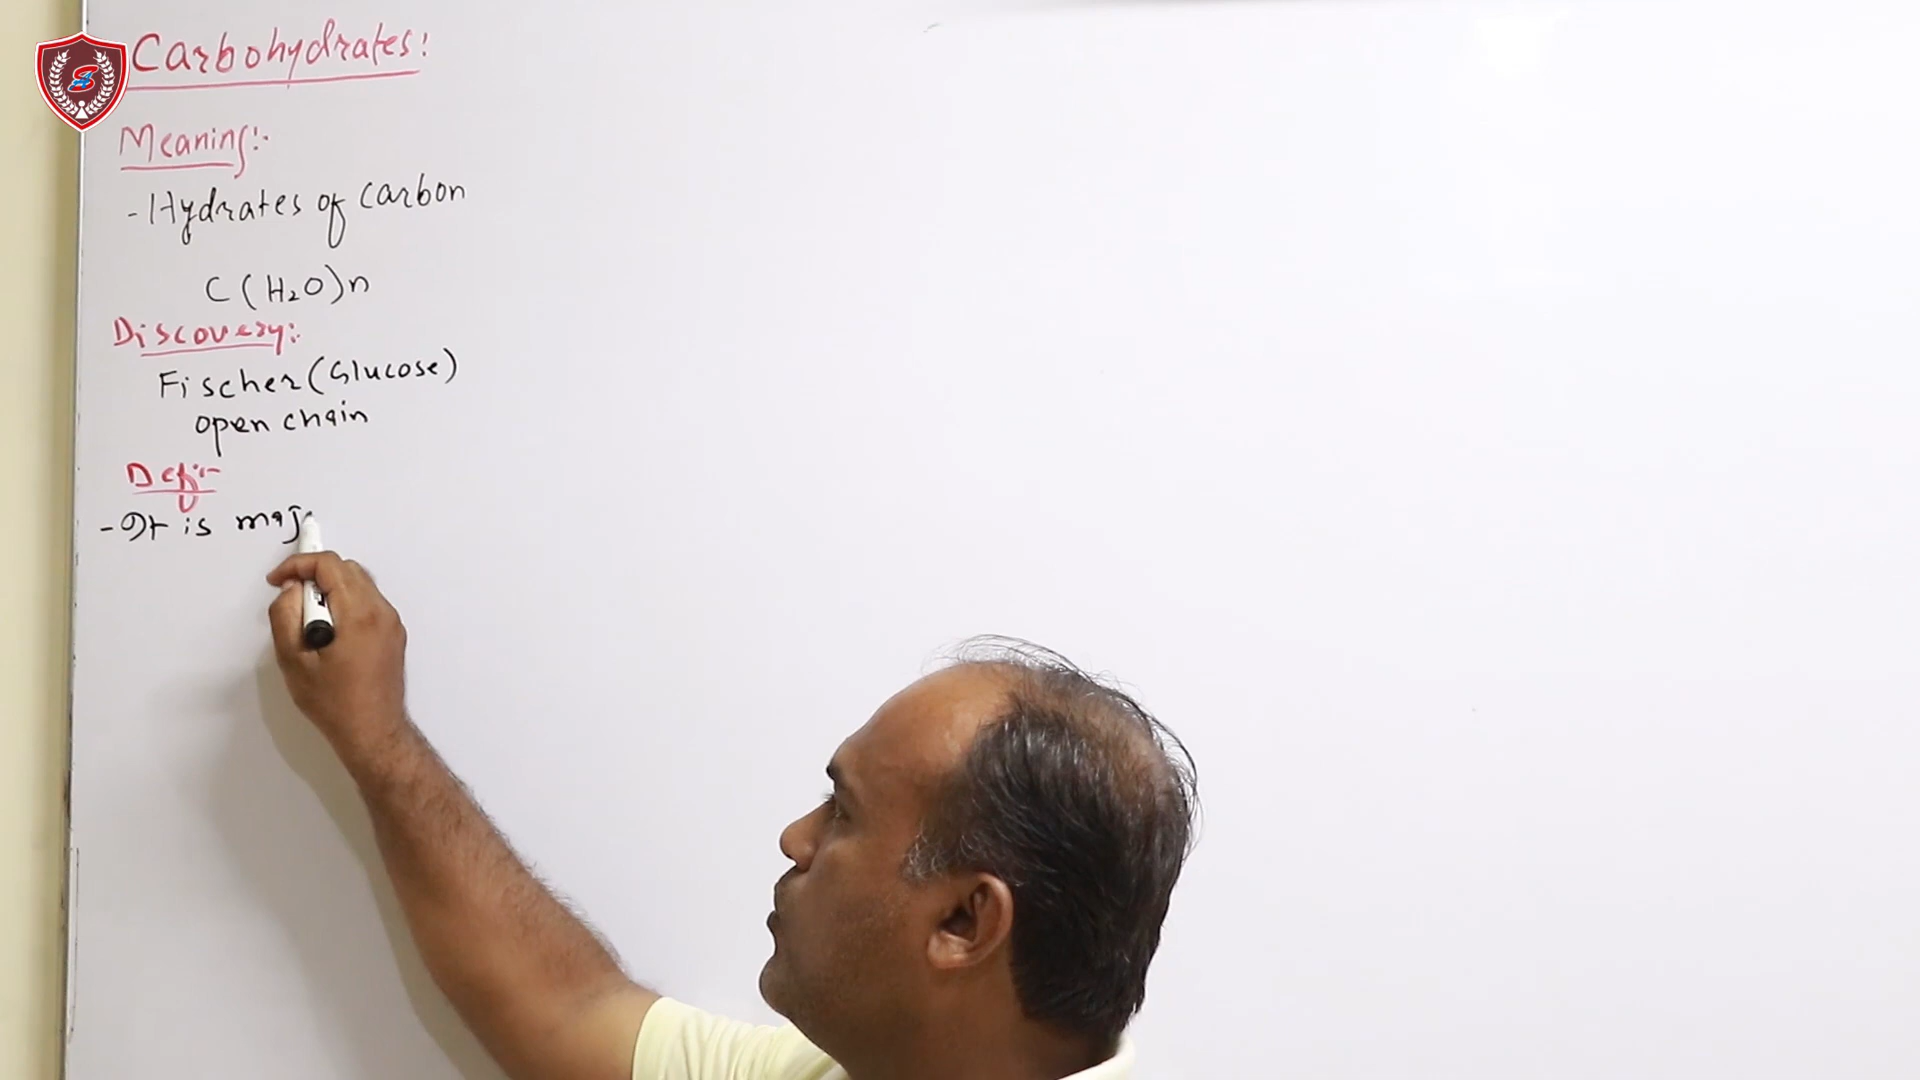 Carbohydrates:
Meaning:-
- Hydrates of carbon
C(H₂O)n
Discovery:
Fischer (Glucose)
open chain
Defi:-
- It is maj